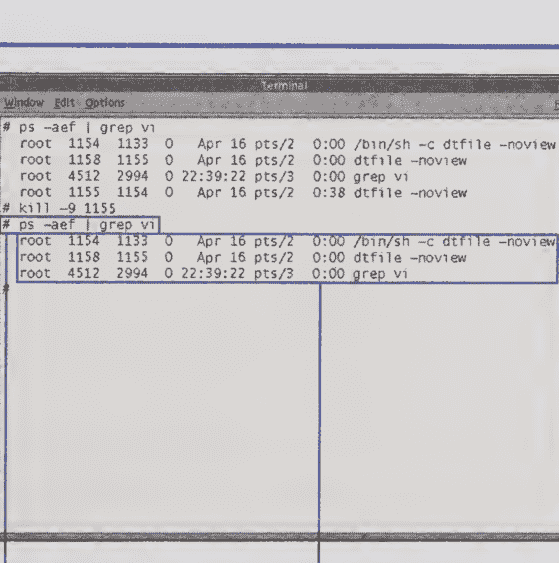 Terminal
Window Edit Options
# ps -aef | grep vi
root 1154 1133 0 Apr 16 pts/2 0:00 /bin/sh -c dtfile -noview
root 1158 1155 0 Apr 16 pts/2 0:00 dtfile -noview
root 4512 2994 0 22:39:22 pts/3 0:00 grep vi
root 1155 1154 0 Apr 16 pts/2 0:38 dtfile -noview
# kill -9 1155
# ps -aef | grep vi
root 1154 1133 0 Apr 16 pts/2 0:00 /bin/sh -c dtfile -noview
root 1158 1155 0 Apr 16 pts/2 0:00 dtfile -noview
root 4512 2994 0 22:39:22 pts/3 0:00 grep vi
#